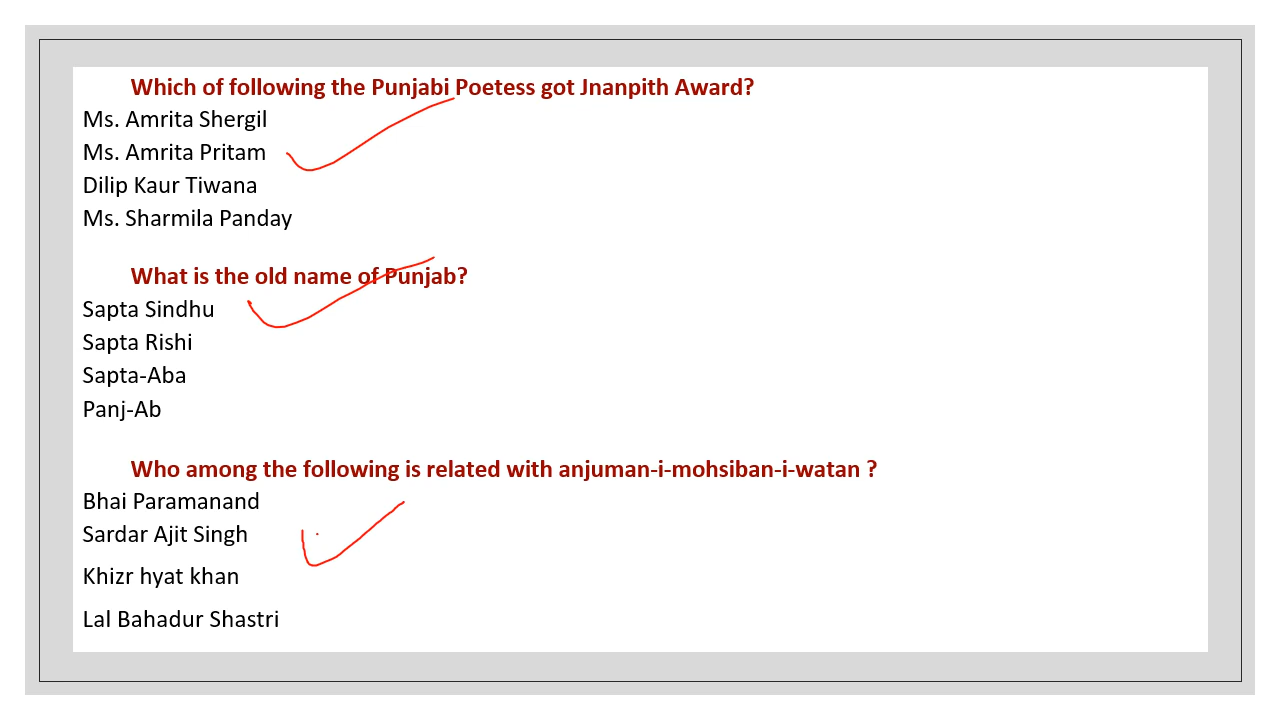 Which of following the Punjabi Poetess got Jnanpith Award?
Ms. Amrita Shergil
Ms. Amrita Pritam
Dilip Kaur Tiwana
Ms. Sharmila Panday
What is the old name of Punjab?
Sapta Sindhu
Sapta Rishi
Sapta-Aba
Panj-Ab
Who among the following is related with anjuman-i-mohsiban-i-watan ?
Bhai Paramanand
Sardar Ajit Singh
Khizr hyat khan
Lal Bahadur Shastri